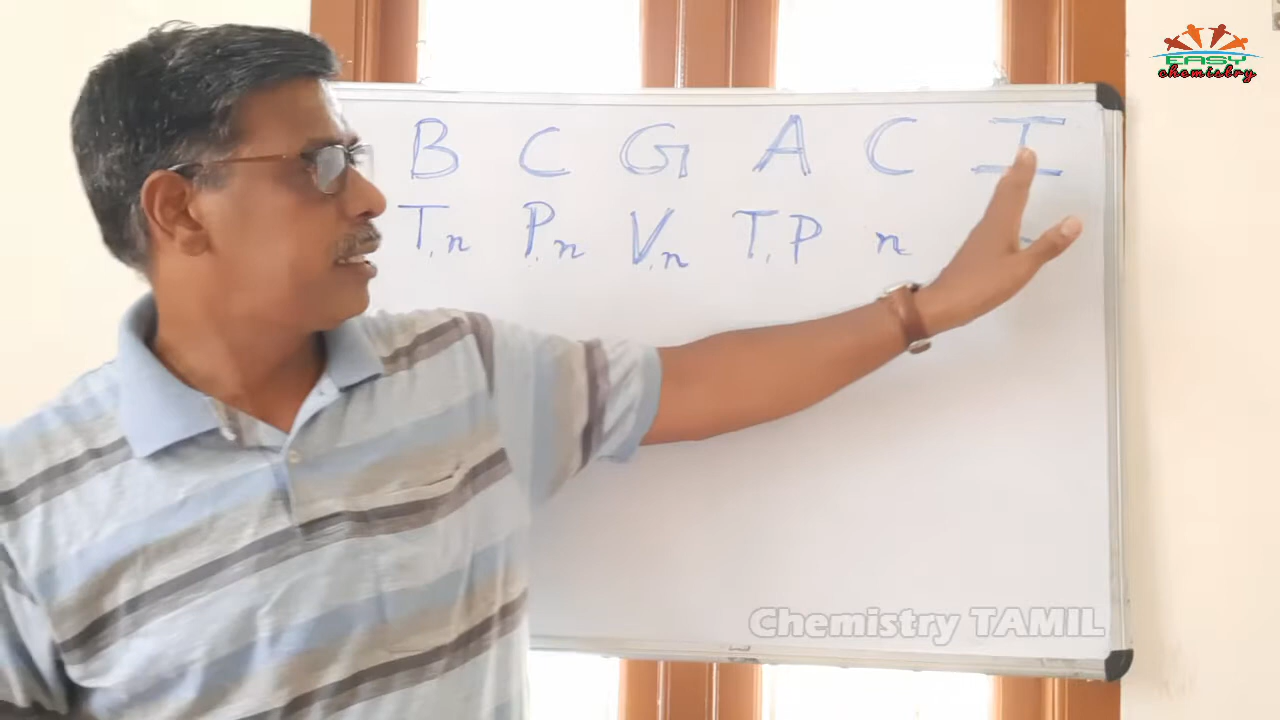 EASY
chemistry
B C G A C I
T,n P,n V,n T,P n
Chemistry TAMIL